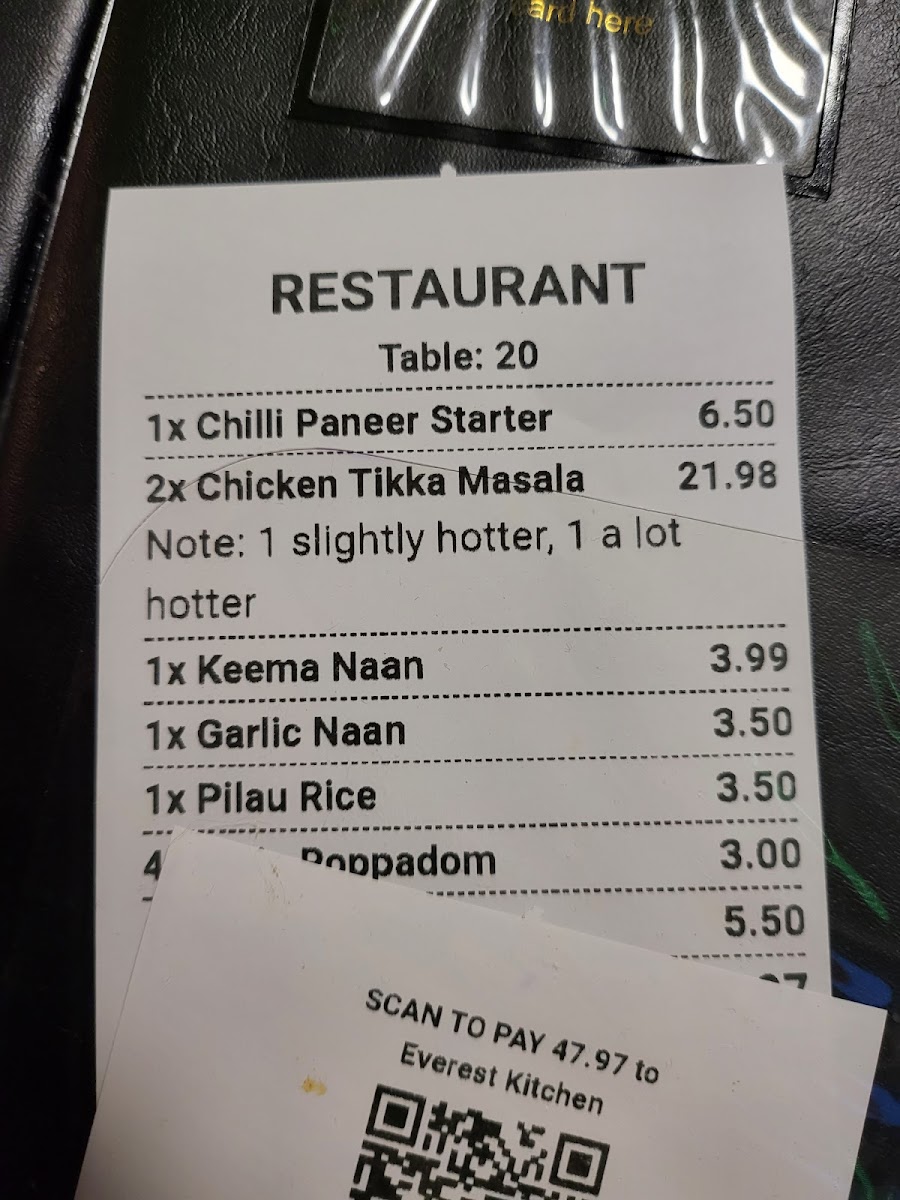 ard here
RESTAURANT
Table: 20
1x Chilli Paneer Starter 6.50
2x Chicken Tikka Masala 21.98
Note: 1 slightly hotter, 1 a lot
hotter
1x Keema Naan 3.99
1x Garlic Naan 3.50
1x Pilau Rice 3.50
4 Poppadom 3.00
5.50
SCAN TO PAY 47.97 to
Everest Kitchen